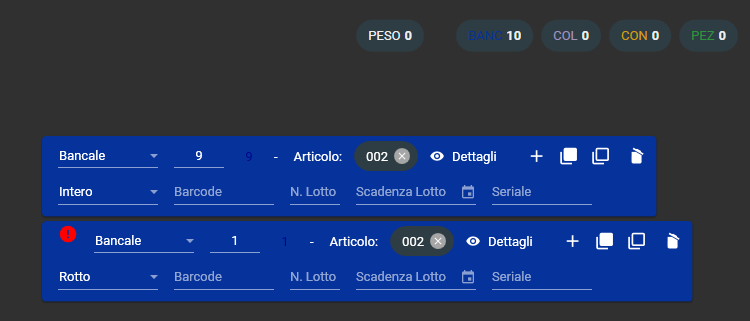 PESO 0 BANC 10 COL 0 CON 0 PEZ 0
Bancale 9 9 - Articolo: 002 Dettagli
Intero Barcode N. Lotto Scadenza Lotto Seriale
! Bancale 1 1 - Articolo: 002 Dettagli
Rotto Barcode N. Lotto Scadenza Lotto Seriale